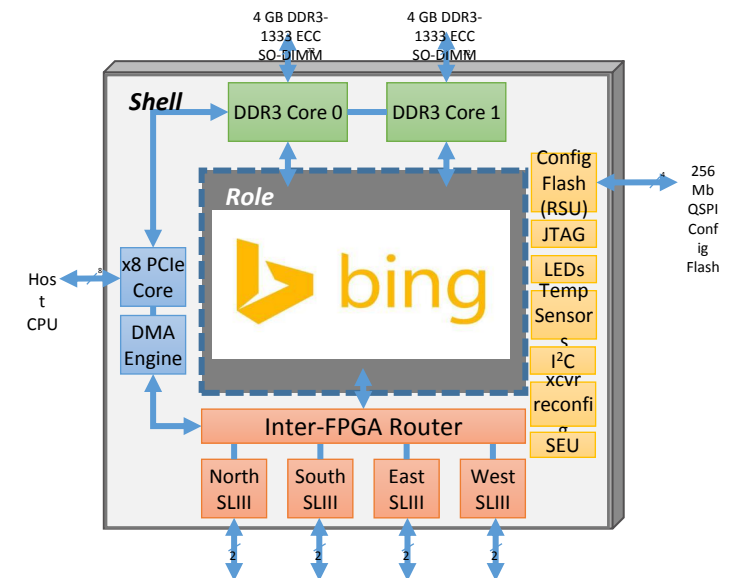 4 GB DDR3-
1333 ECC
SO-DIMM
4 GB DDR3-
1333 ECC
SO-DIMM
72
Shell
DDR3 Core 0
DDR3 Core 1
Role
bing
Config
Flash
(RSU)
4
256
Mb
QSPI
Conf
ig
Flash
JTAG
LEDs
Temp
Sensor
s
I²C
xcvr
reconfi
g
SEU
Hos
t
CPU
8
x8 PCIe
Core
DMA
Engine
Inter-FPGA Router
North
SLIII
South
SLIII
East
SLIII
West
SLIII
2
2
2
2